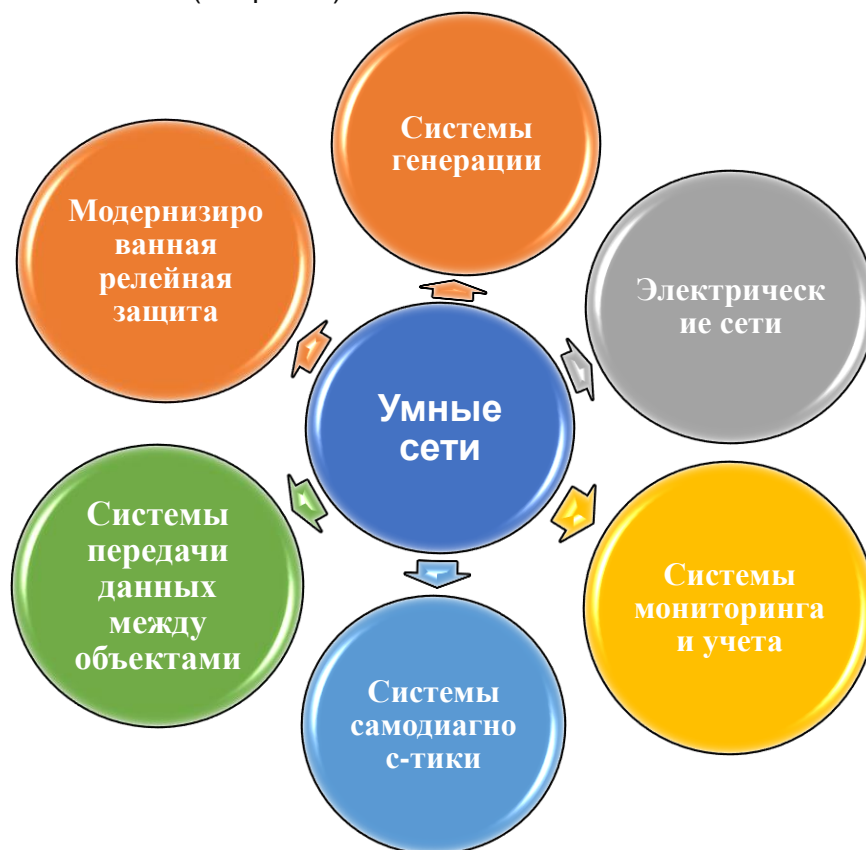 Системы
генерации
Модернизиро
ванная
релейная
защита
Электрическ
ие сети
Умные
сети
Системы
передачи
данных
между
объектами
Системы
мониторинга
и учета
Системы
самодиагно
с-тики